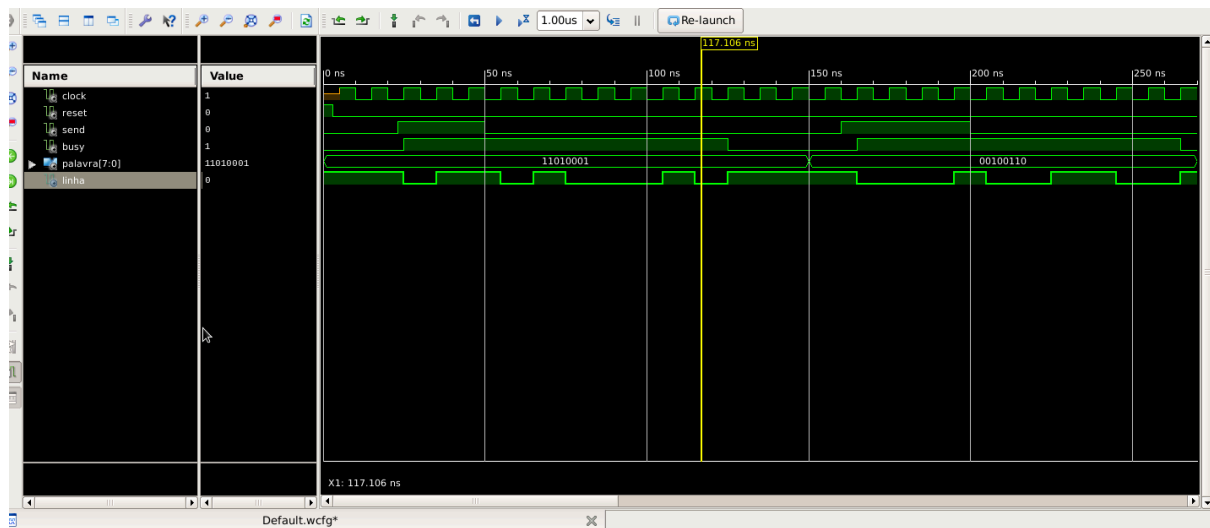 1.00us
Re-launch
117.106 ns
Name
Value
0 ns
50 ns
100 ns
150 ns
200 ns
250 ns
clock
1
reset
0
send
0
busy
1
palavra[7:0]
11010001
11010001
00100110
linha
0
X1: 117.106 ns
Default.wcfg*